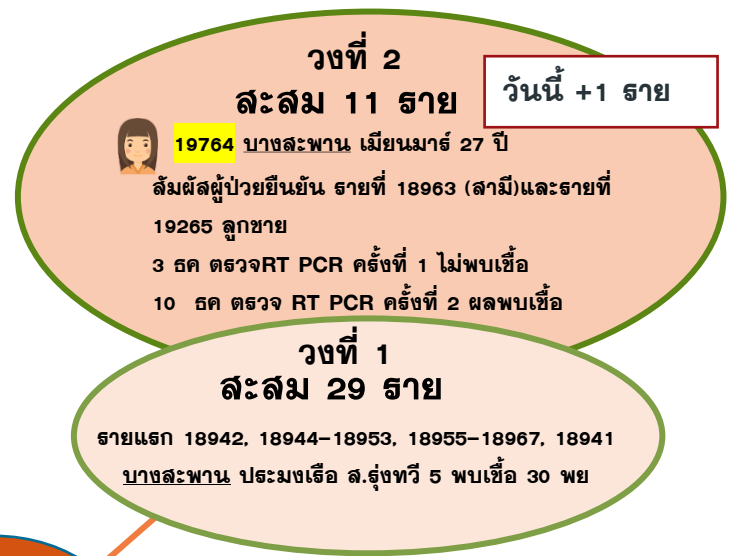 วงที่ 2
สะสม 11 ราย
วันนี้ +1 ราย
19764 บางสะพาน เมียนมาร์ 27 ปี
สัมผัสผู้ป่วยยืนยัน รายที่ 18963 (สามี)และรายที่
19265 ลูกชาย
3 ธค ตรวจRT PCR ครั้งที่ 1 ไม่พบเชื้อ
10 ธค ตรวจ RT PCR ครั้งที่ 2 ผลพบเชื้อ
วงที่ 1
สะสม 29 ราย
รายแรก 18942, 18944-18953, 18955-18967, 18941
บางสะพาน ประมงเรือ ส.รุ่งทวี 5 พบเชื้อ 30 พย